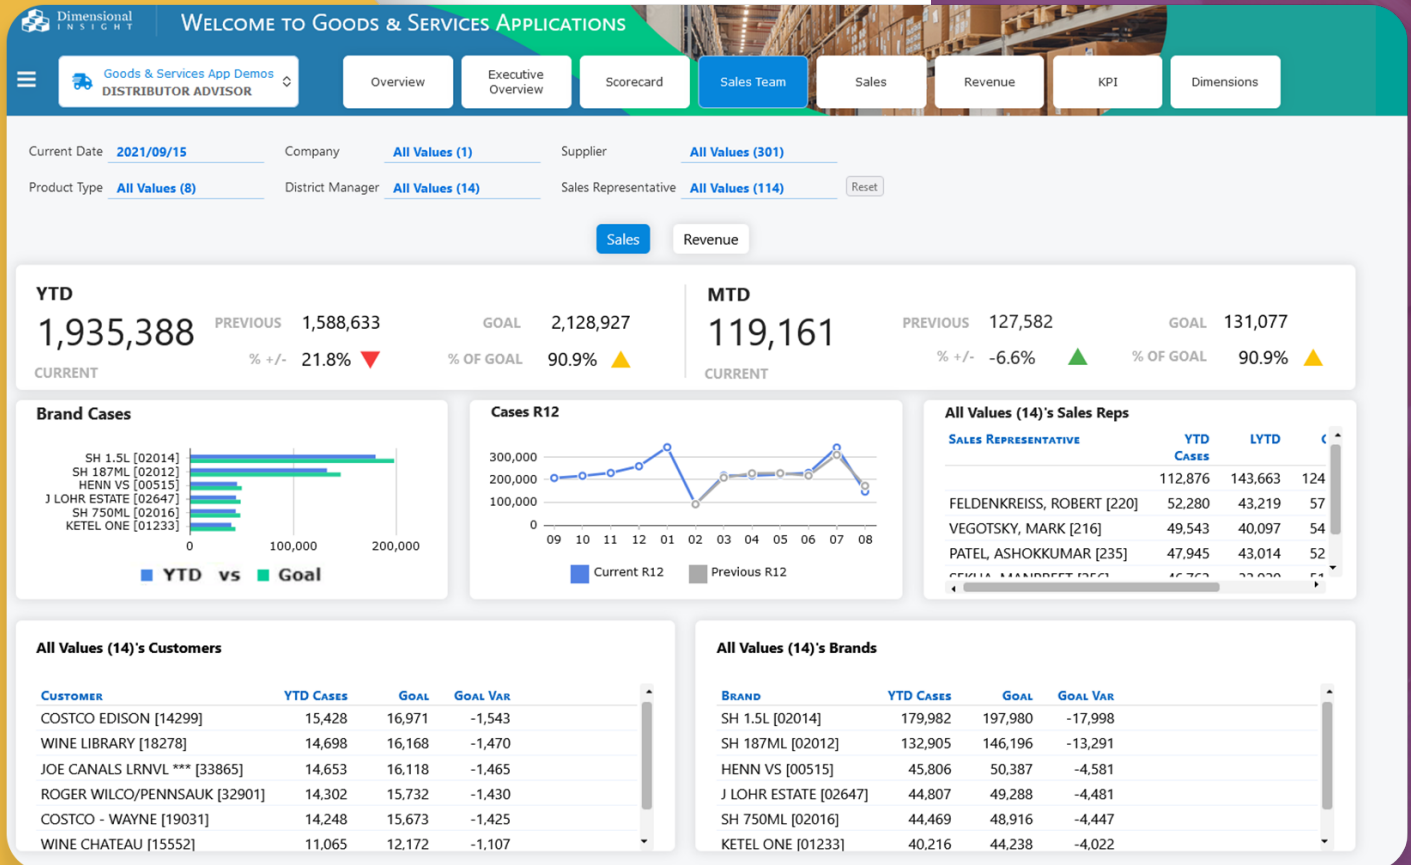 Dimensional
INSIGHT
WELCOME TO GOODS & SERVICES APPLICATIONS
Goods & Services App Demos
DISTRIBUTOR ADVISOR
Overview
Executive
Overview
Scorecard
Sales Team
Sales
Revenue
KPI
Dimensions
Current Date 2021/09/15 Company All Values (1) Supplier All Values (301)
Product Type All Values (8) District Manager All Values (14) Sales Representative All Values (114) Reset
Sales Revenue
YTD
1,935,388
CURRENT
PREVIOUS 1,588,633
% +/- 21.8%
GOAL 2,128,927
% OF GOAL 90.9%
MTD
119,161
CURRENT
PREVIOUS 127,582
% +/- -6.6%
GOAL 131,077
% OF GOAL 90.9%
Brand Cases
SH 1.5L [02014]
SH 187ML [02012]
HENN VS [00515]
J LOHR ESTATE [02647]
SH 750ML [02016]
KETEL ONE [01233]
0 100,000 200,000
YTD vs Goal
Cases R12
300,000
200,000
100,000
0
09 10 11 12 01 02 03 04 05 06 07 08
Current R12 Previous R12
All Values (14)'s Sales Reps
SALES REPRESENTATIVE YTD CASES LYTD
112,876 143,663 124
FELDENKREISS, ROBERT [220] 52,280 43,219 57
VEGOTSKY, MARK [216] 49,543 40,097 54
PATEL, ASHOKKUMAR [235] 47,945 43,014 52
All Values (14)'s Customers
CUSTOMER YTD CASES GOAL GOAL VAR
COSTCO EDISON [14299] 15,428 16,971 -1,543
WINE LIBRARY [18278] 14,698 16,168 -1,470
JOE CANALS LRNVL *** [33865] 14,653 16,118 -1,465
ROGER WILCO/PENNSAUK [32901] 14,302 15,732 -1,430
COSTCO - WAYNE [19031] 14,248 15,673 -1,425
WINE CHATEAU [15552] 11,065 12,172 -1,107
All Values (14)'s Brands
BRAND YTD CASES GOAL GOAL VAR
SH 1.5L [02014] 179,982 197,980 -17,998
SH 187ML [02012] 132,905 146,196 -13,291
HENN VS [00515] 45,806 50,387 -4,581
J LOHR ESTATE [02647] 44,807 49,288 -4,481
SH 750ML [02016] 44,469 48,916 -4,447
KETEL ONE [01233] 40,216 44,238 -4,022